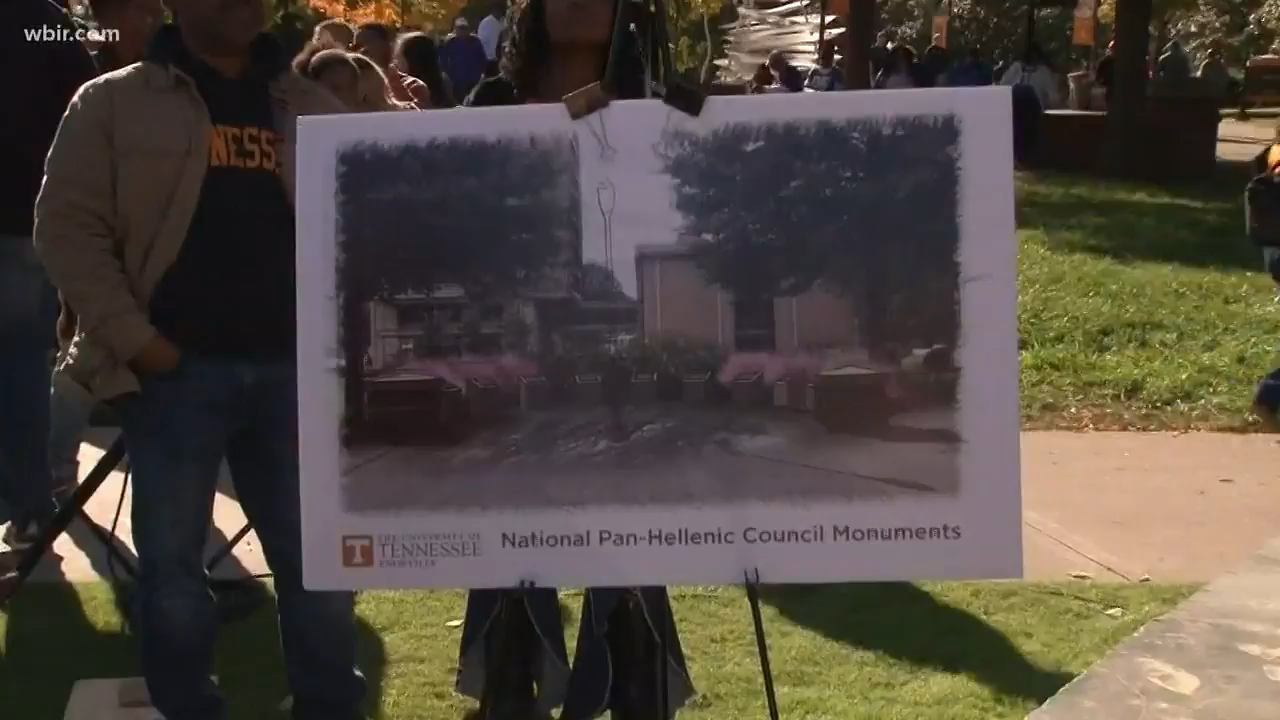 wbir.com
NESS
T
THE UNIVERSITY OF
TENNESSEE
KNOXVILLE
National Pan-Hellenic Council Monuments